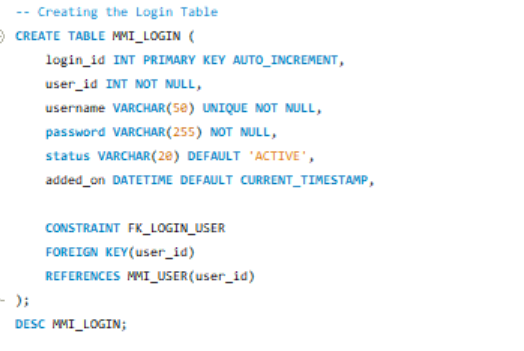 -- Creating the Login Table
CREATE TABLE MMI_LOGIN (
login_id INT PRIMARY KEY AUTO_INCREMENT,
user_id INT NOT NULL,
username VARCHAR(50) UNIQUE NOT NULL,
password VARCHAR(255) NOT NULL,
status VARCHAR(20) DEFAULT 'ACTIVE',
added_on DATETIME DEFAULT CURRENT_TIMESTAMP,
CONSTRAINT FK_LOGIN_USER
FOREIGN KEY(user_id)
REFERENCES MMI_USER(user_id)
);
DESC MMI_LOGIN;